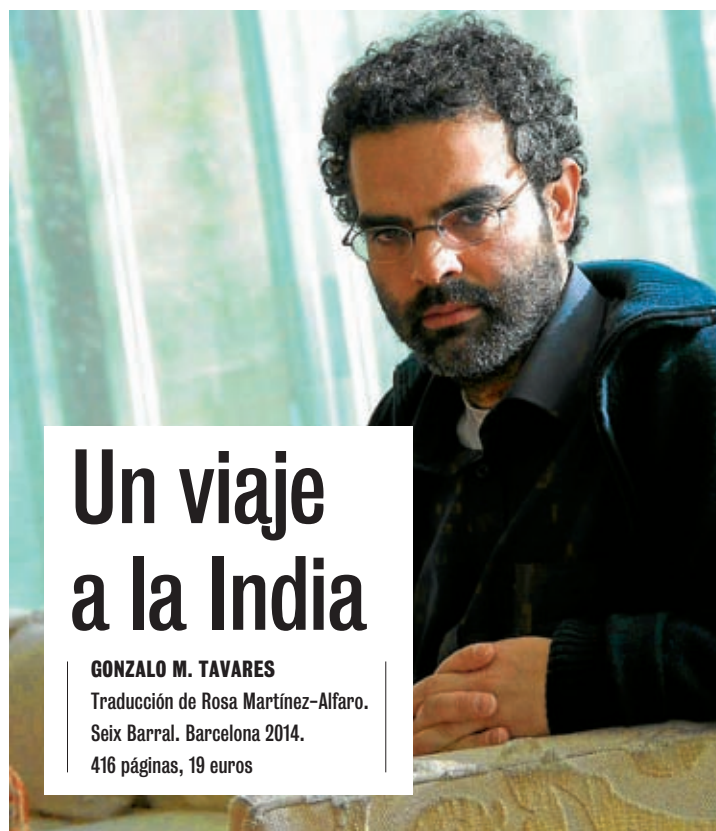 Un viaje
a la India
GONZALO M. TAVARES
Traducción de Rosa Martínez-Alfaro.
Seix Barral. Barcelona 2014.
416 páginas, 19 euros